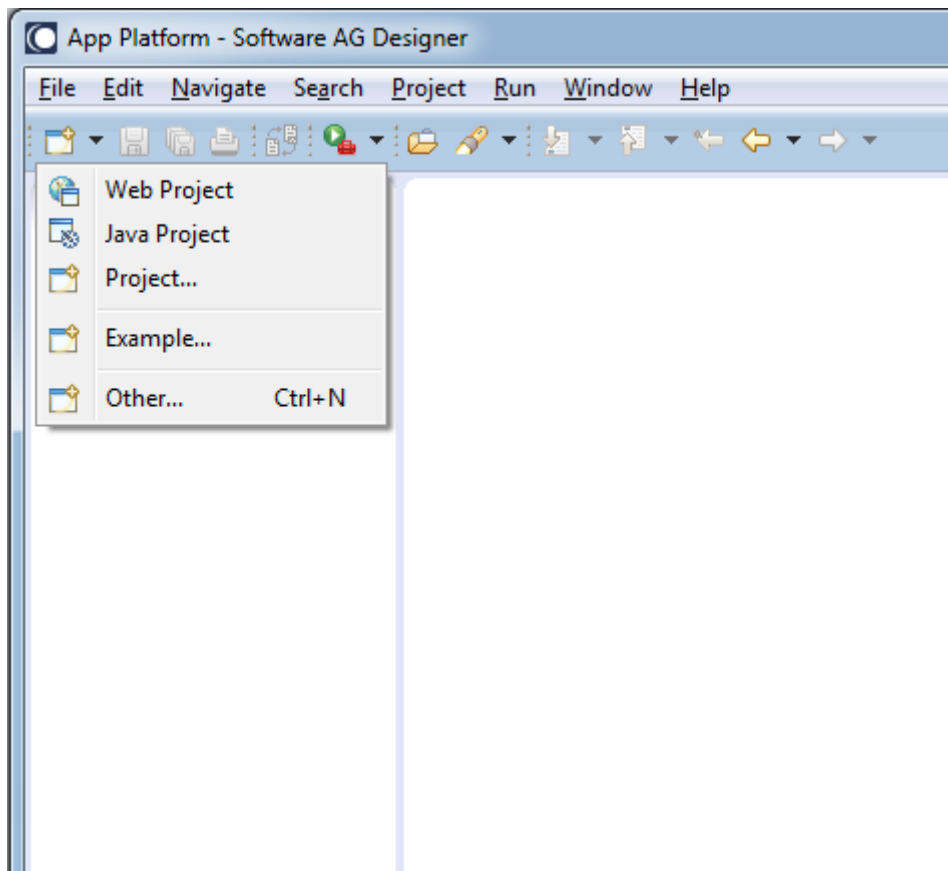 App Platform - Software AG Designer
File Edit Navigate Search Project Run Window Help
Web Project
Java Project
Project...
Example...
Other... Ctrl+N